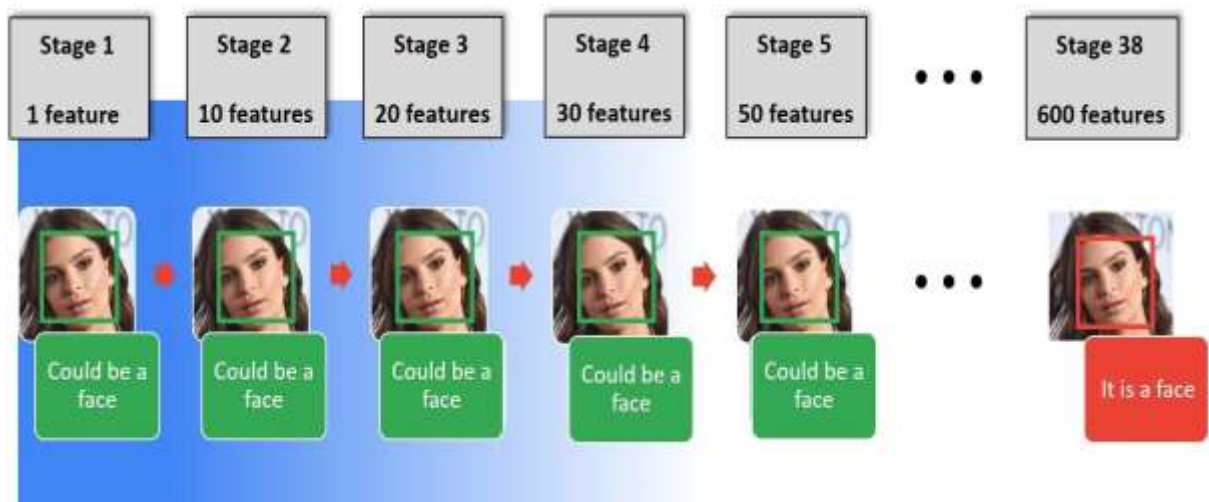 Stage 1
1 feature
Stage 2
10 features
Stage 3
20 features
Stage 4
30 features
Stage 5
50 features
Stage 38
600 features
Could be a
face
Could be a
face
Could be a
face
Could be a
face
Could be a
face
It is a face